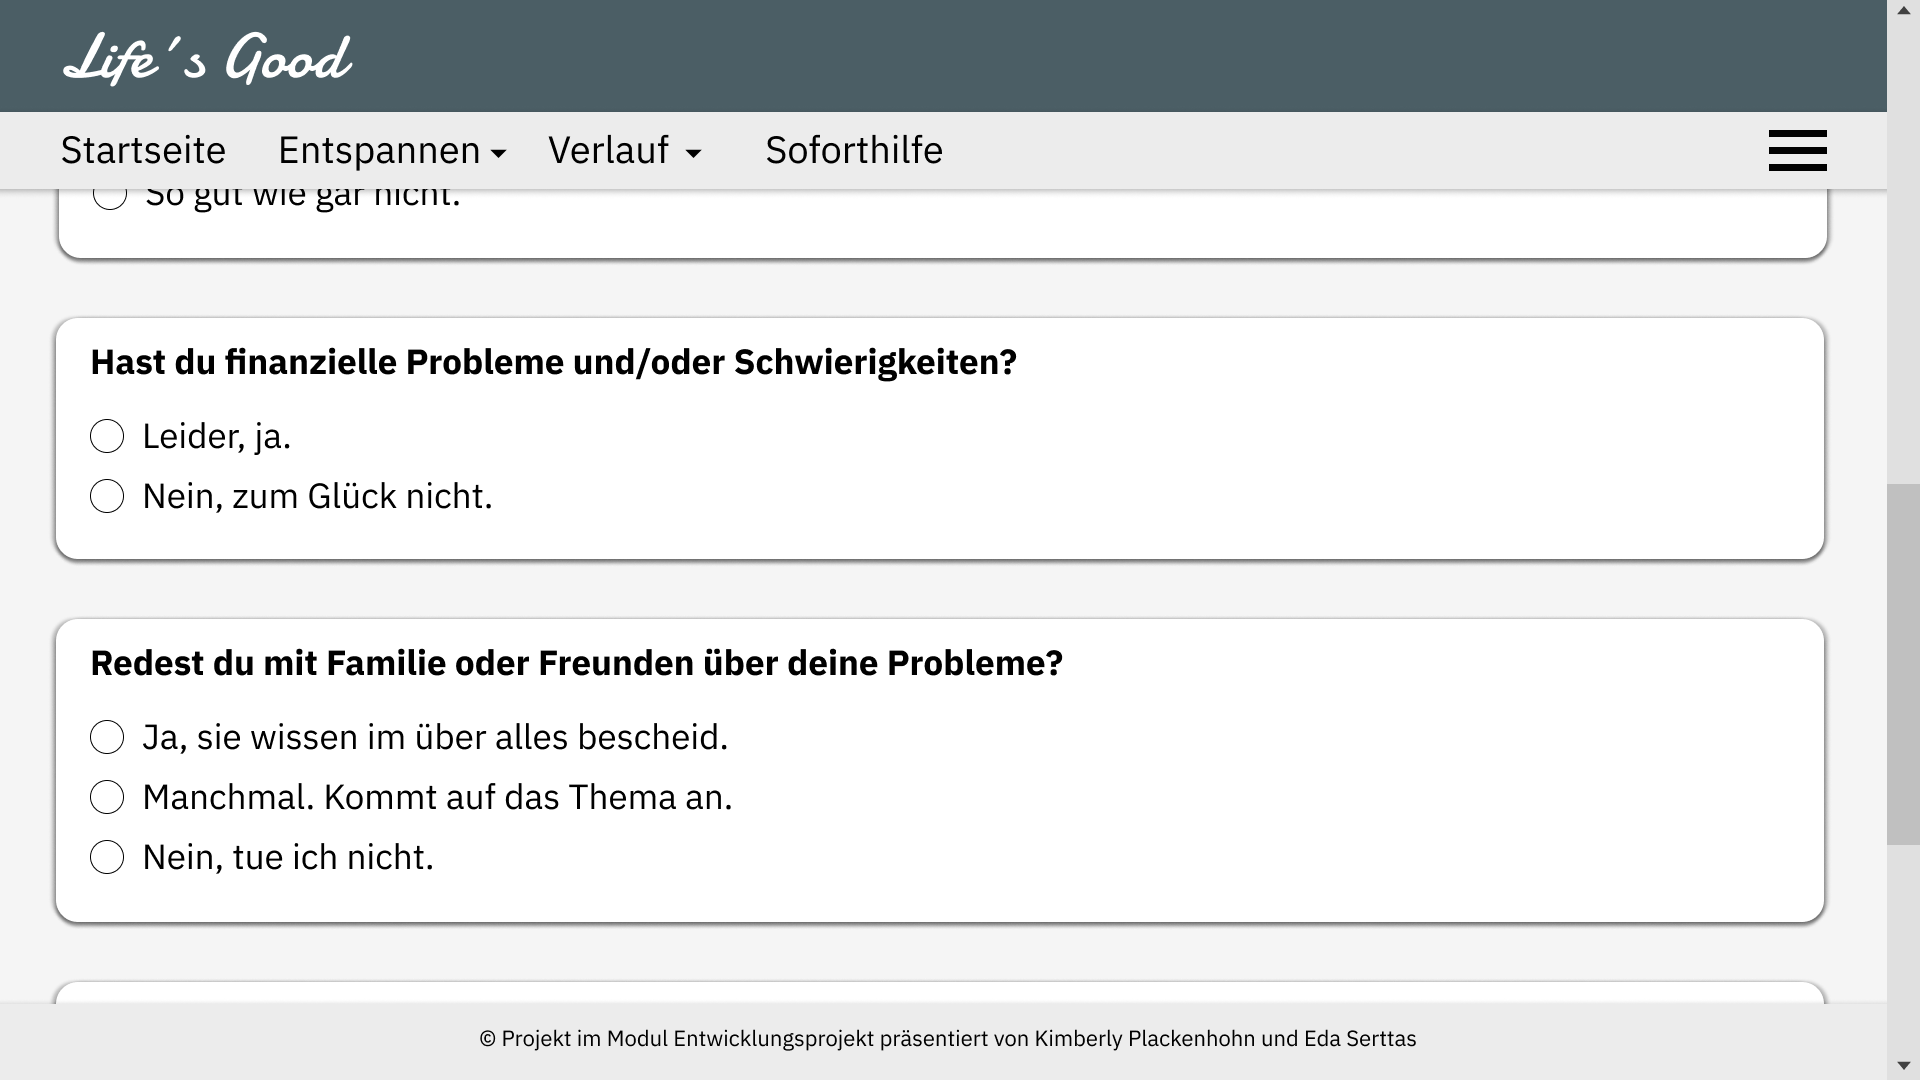 Life´s Good
Startseite Entspannen Verlauf Soforthilfe
So gut wie gar nicht.
Hast du finanzielle Probleme und/oder Schwierigkeiten?
Leider, ja.
Nein, zum Glück nicht.
Redest du mit Familie oder Freunden über deine Probleme?
Ja, sie wissen im über alles bescheid.
Manchmal. Kommt auf das Thema an.
Nein, tue ich nicht.
© Projekt im Modul Entwicklungsprojekt präsentiert von Kimberly Plackenhohn und Eda Serttas